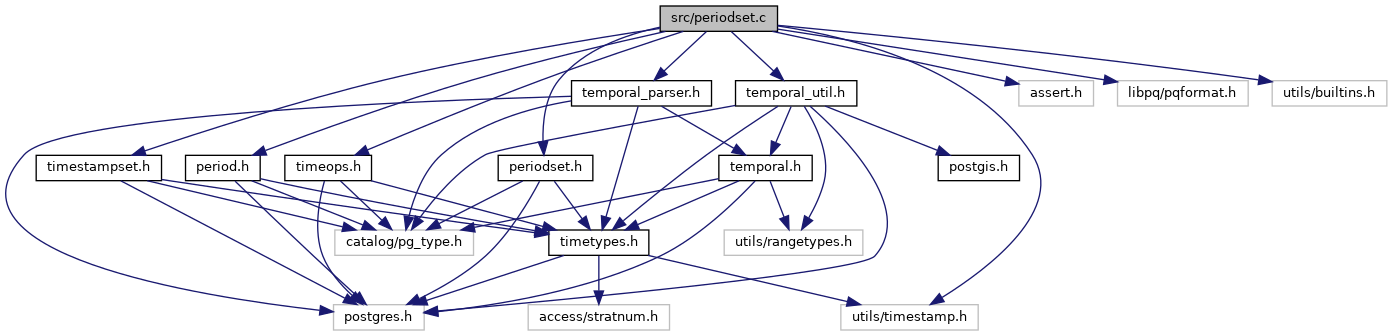 src/periodset.c
temporal_parser.h
temporal_util.h
assert.h
libpq/pqformat.h
utils/builtins.h
timestampset.h
period.h
timeops.h
periodset.h
temporal.h
postgis.h
catalog/pg_type.h
timetypes.h
utils/rangetypes.h
postgres.h
access/stratnum.h
utils/timestamp.h